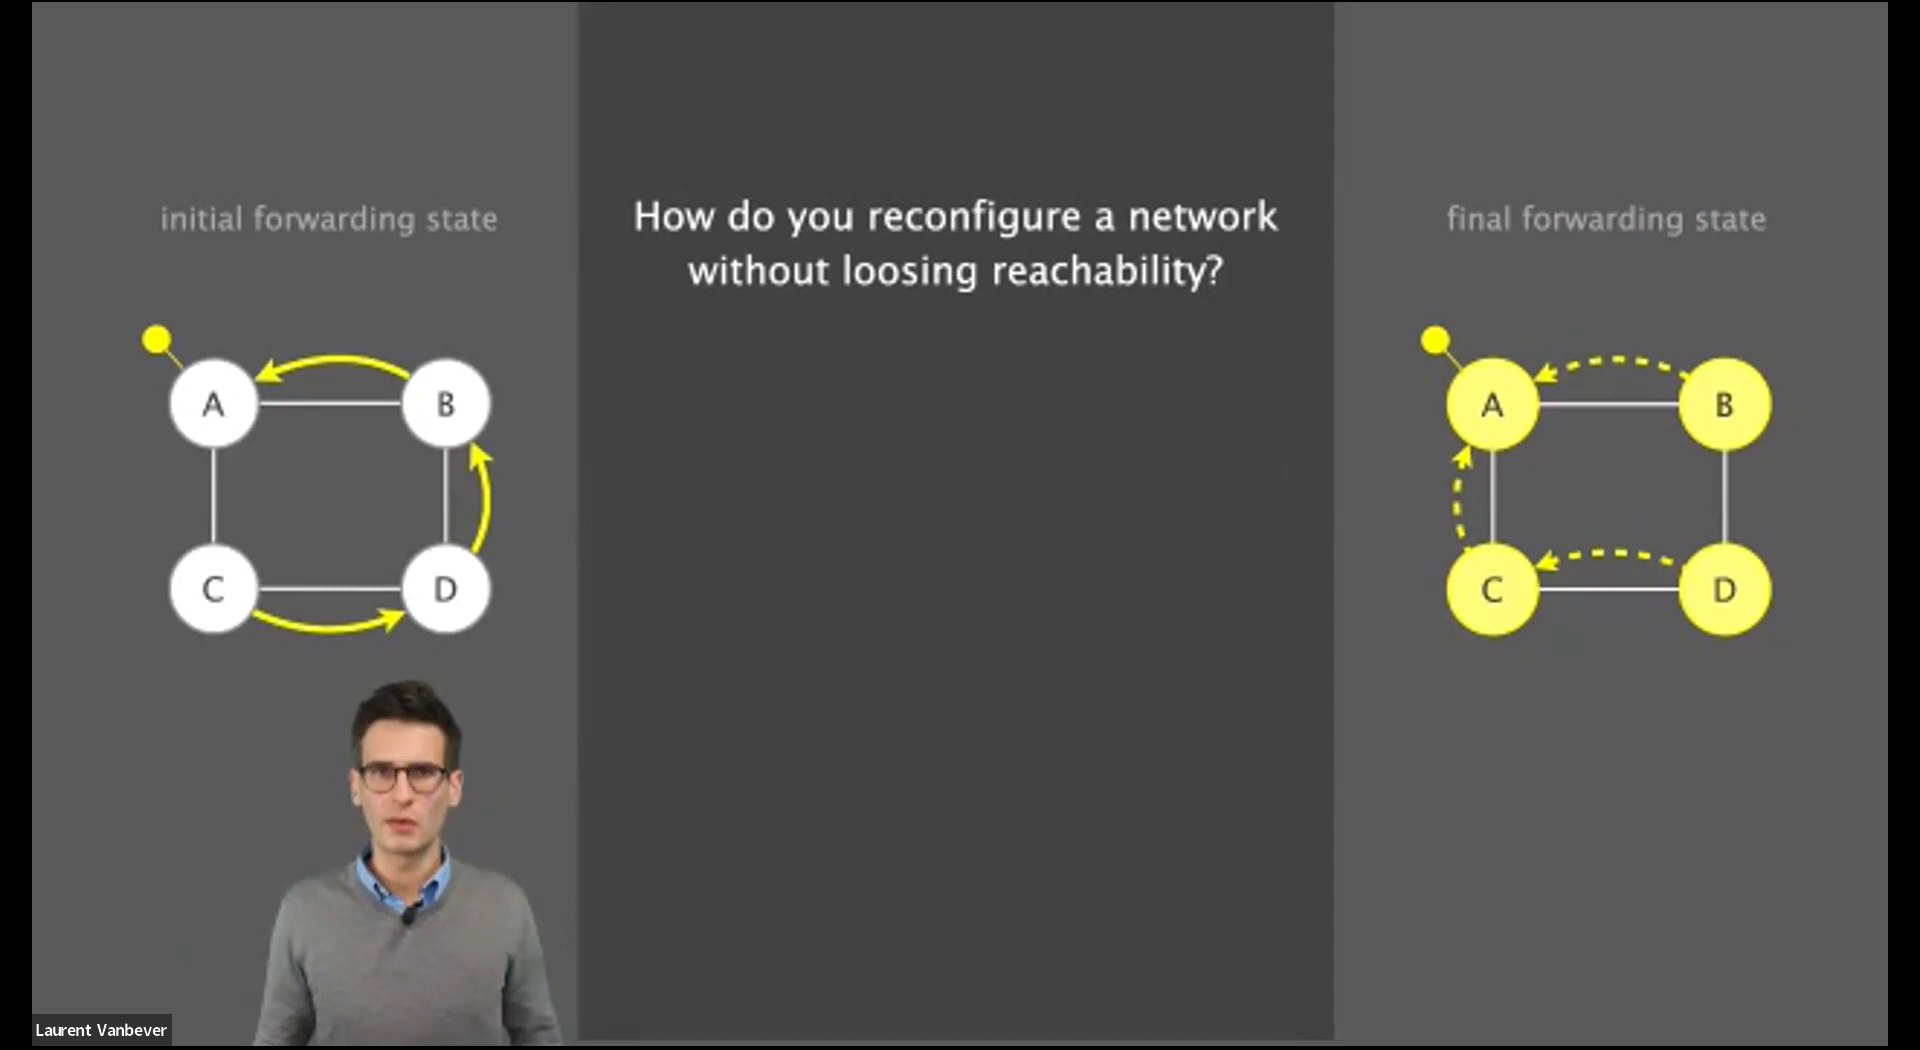 initial forwarding state
How do you reconfigure a network
without loosing reachability?
final forwarding state
A
B
C
D
A
B
C
D
Laurent Vanbever